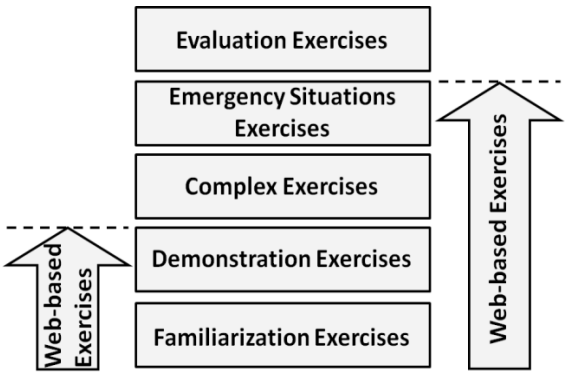 Evaluation Exercises
Emergency Situations
Exercises
Complex Exercises
Demonstration Exercises
Familiarization Exercises
Web-based
Exercises
Web-based Exercises